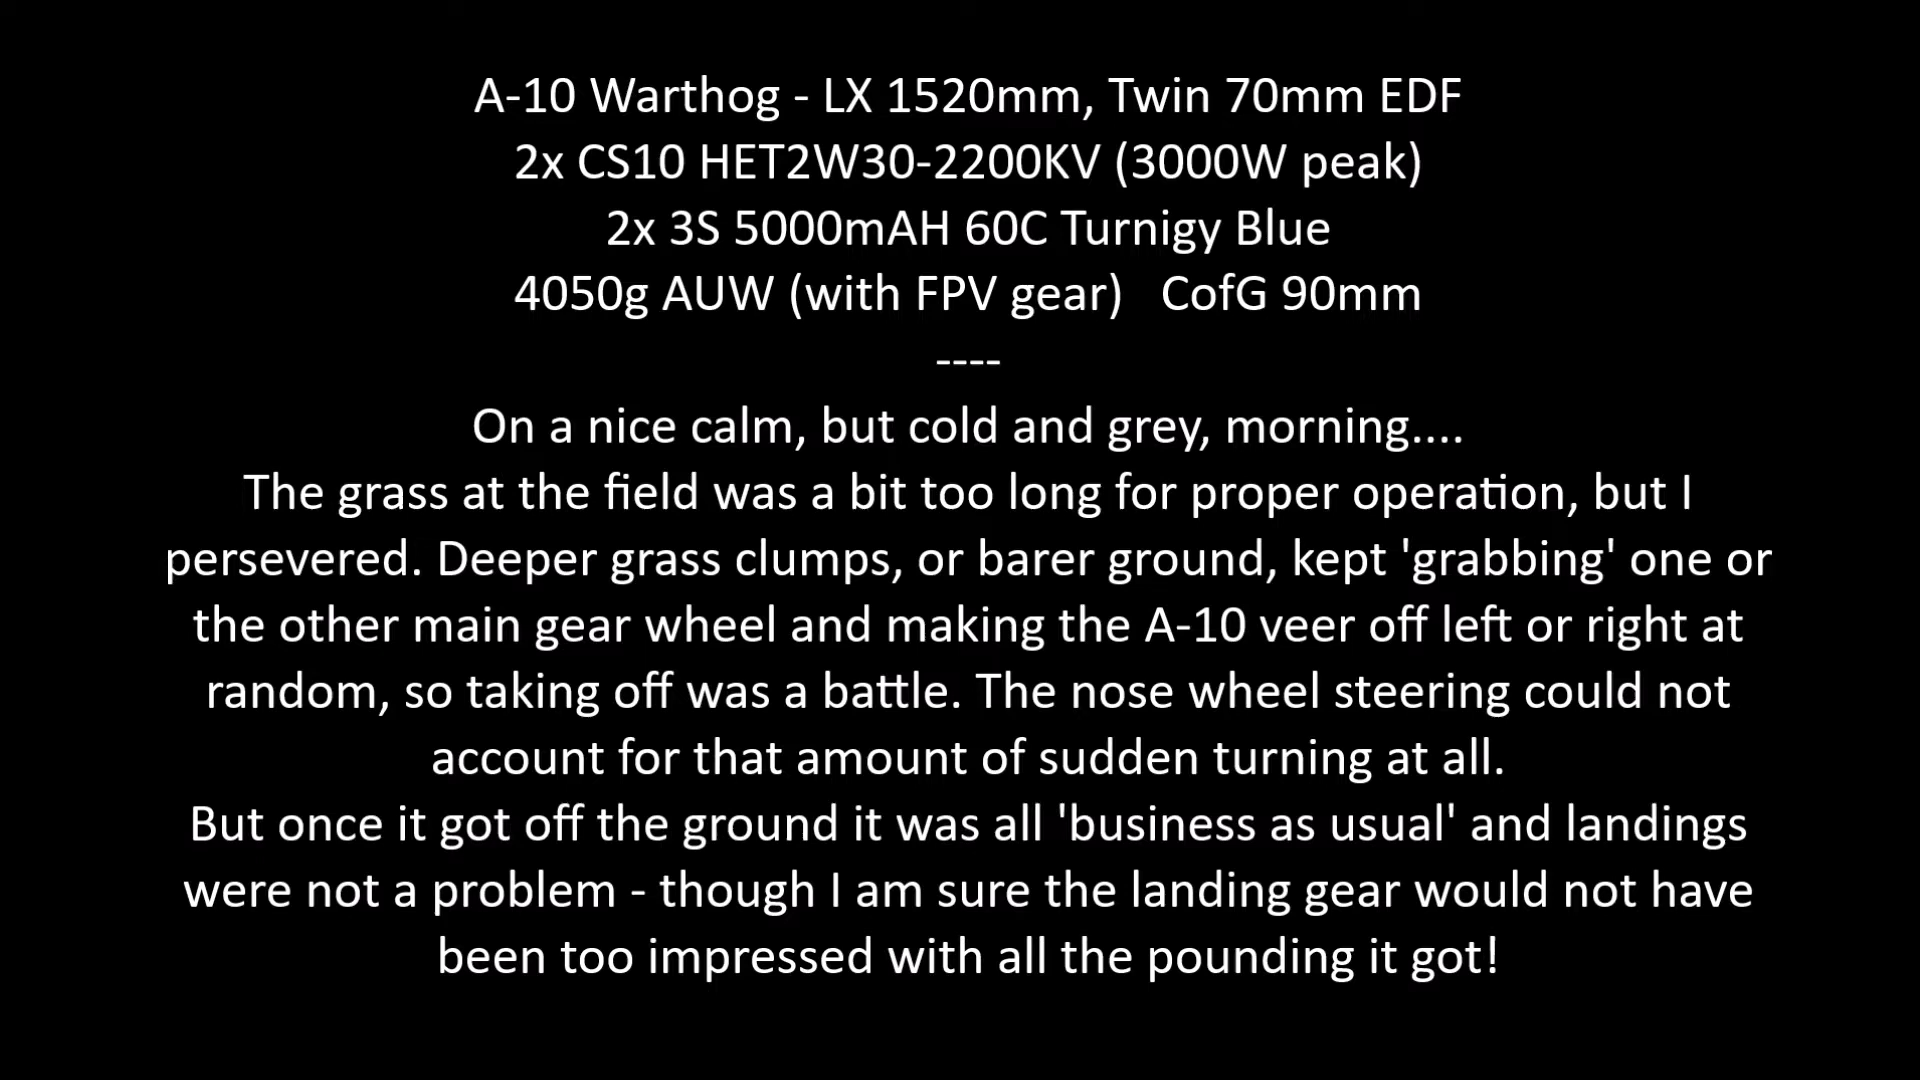 A-10 Warthog - LX 1520mm, Twin 70mm EDF
2x CS10 HET2W30-2200KV (3000W peak)
2x 3S 5000mAH 60C Turnigy Blue
4050g AUW (with FPV gear)   CofG 90mm
----
On a nice calm, but cold and grey, morning....
The grass at the field was a bit too long for proper operation, but I
persevered. Deeper grass clumps, or barer ground, kept 'grabbing' one or
the other main gear wheel and making the A-10 veer off left or right at
random, so taking off was a battle. The nose wheel steering could not
account for that amount of sudden turning at all.
But once it got off the ground it was all 'business as usual' and landings
were not a problem - though I am sure the landing gear would not have
been too impressed with all the pounding it got!